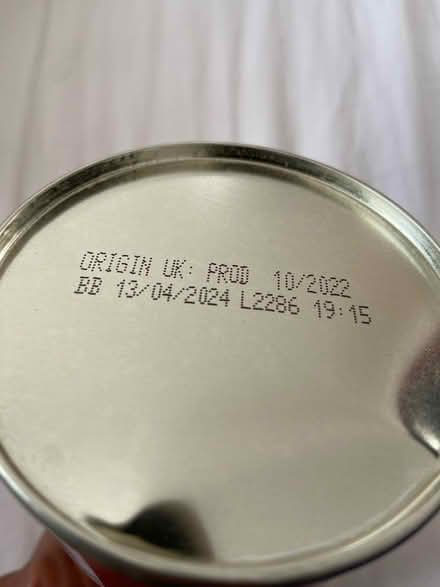 ORIGIN UK: PROD 10/2022
BB 13/04/2024 L2286 19:15